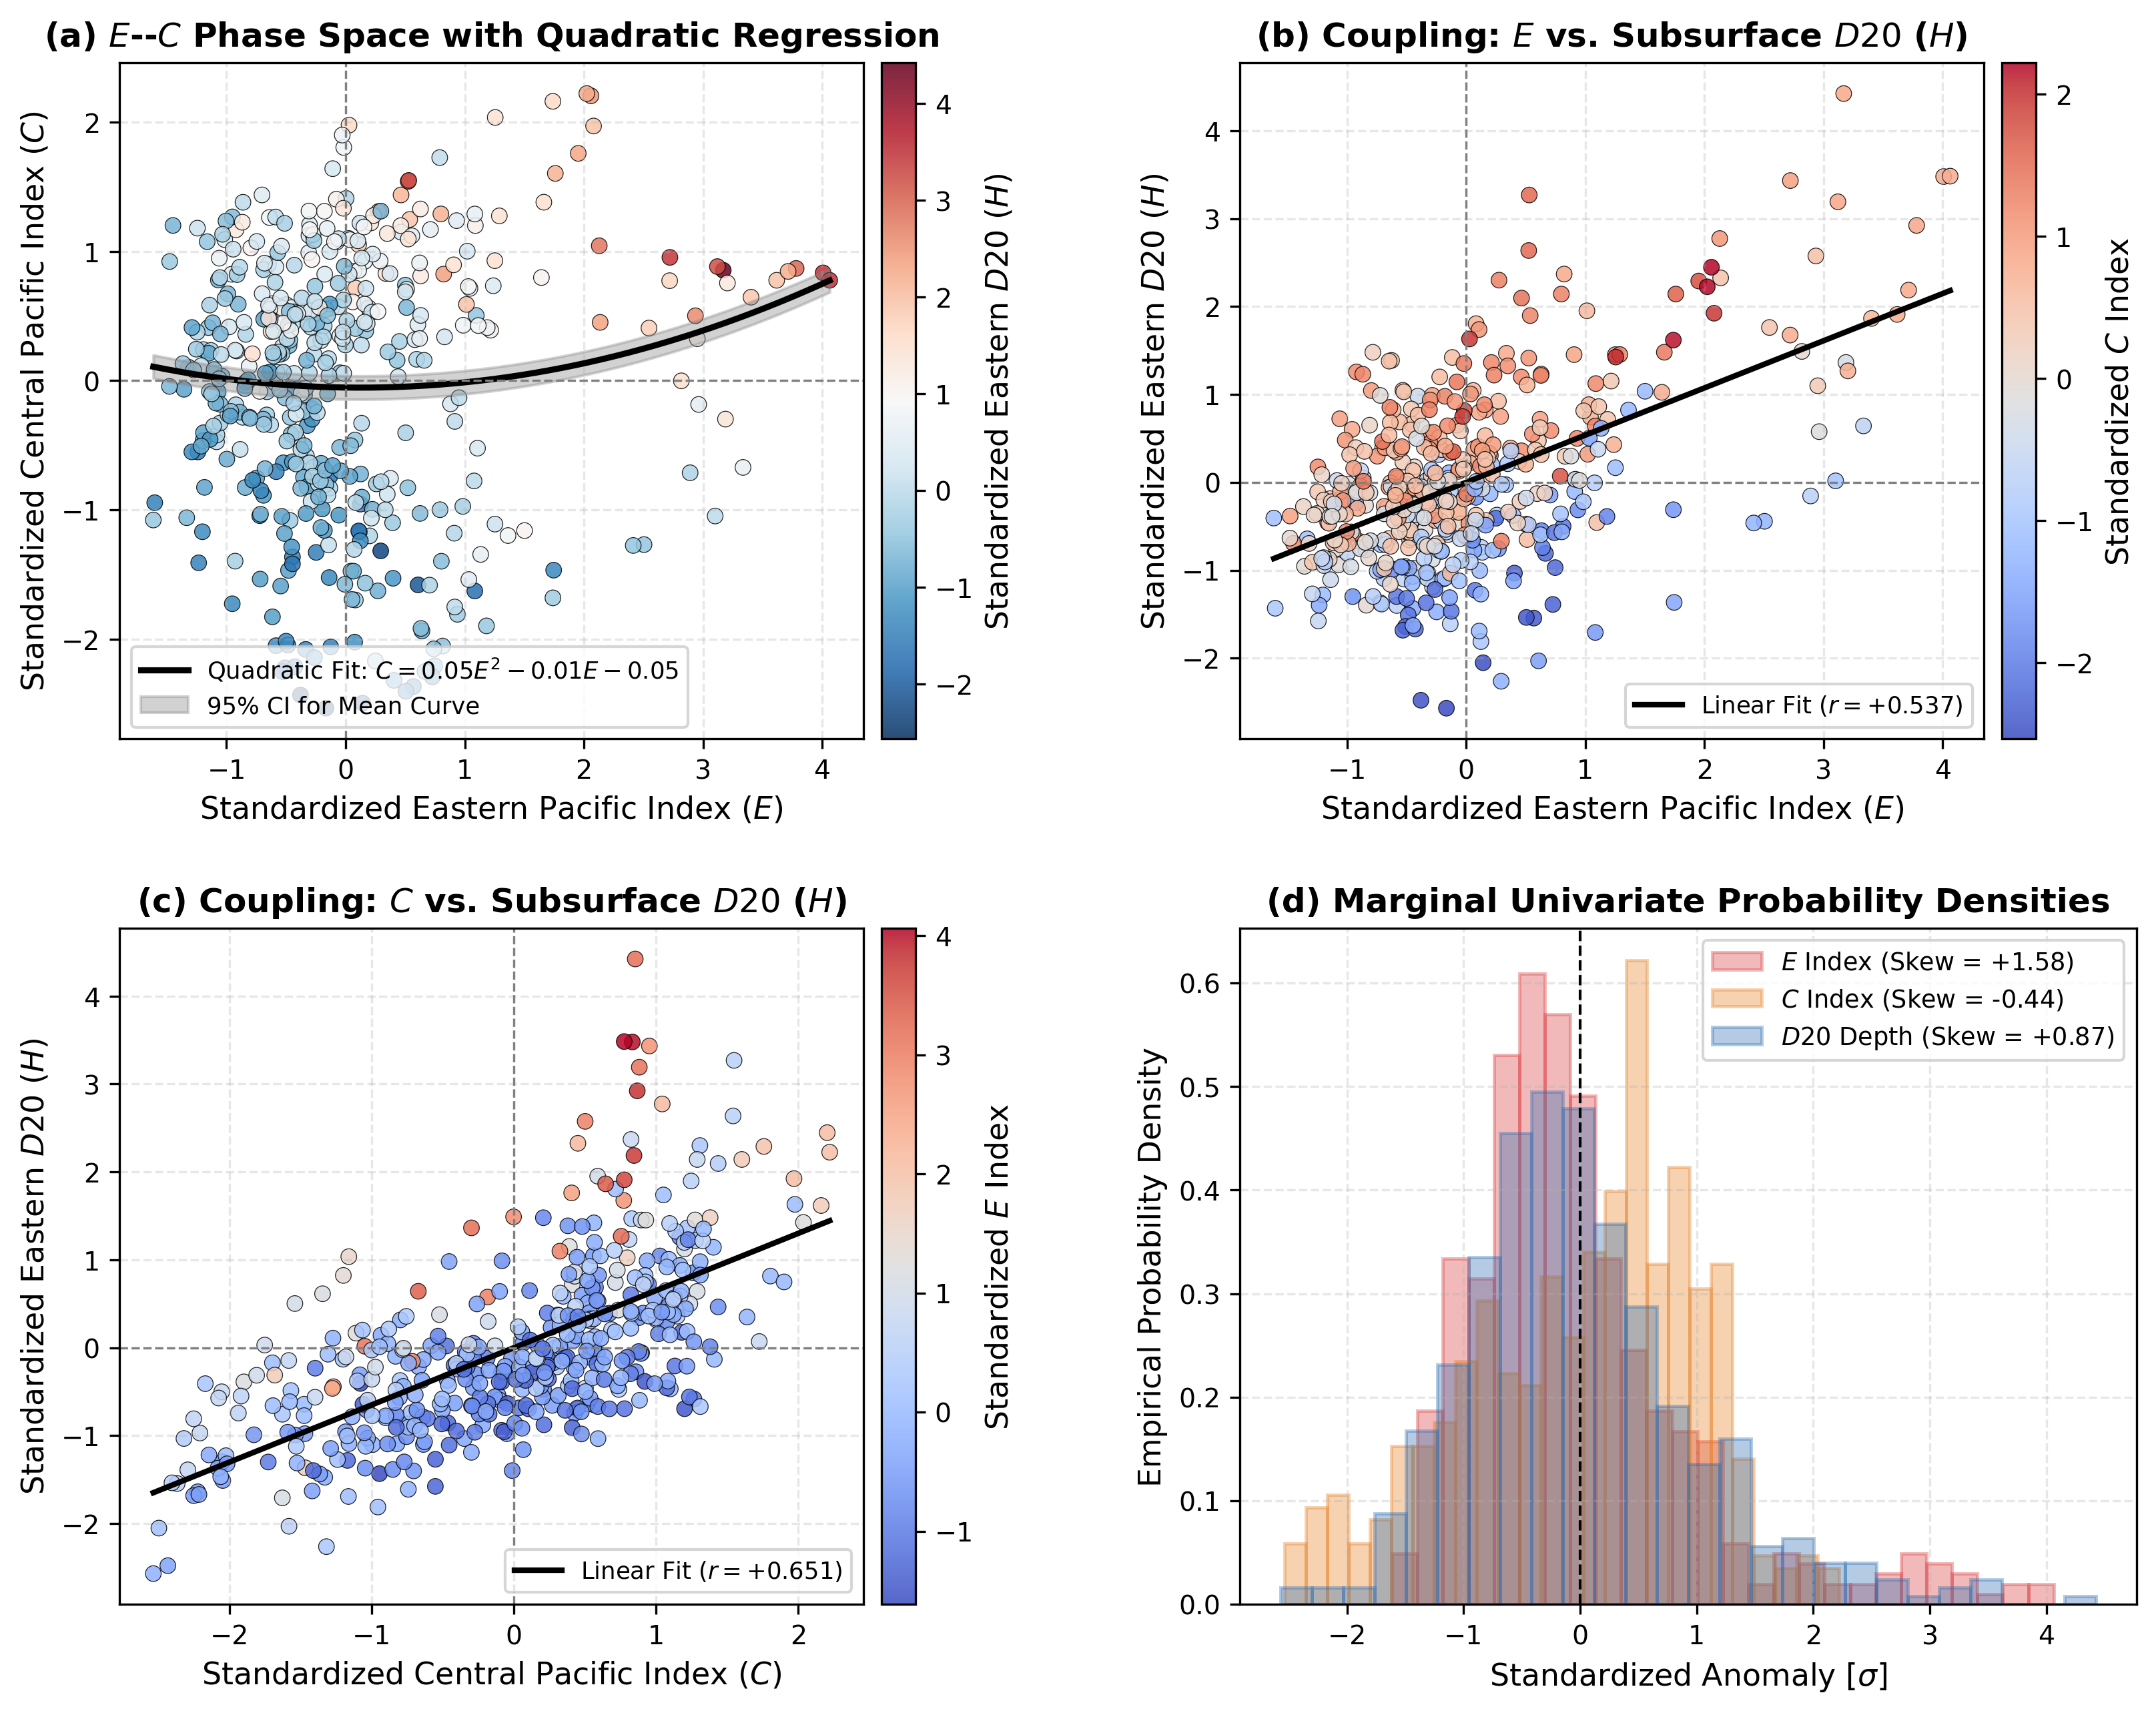 (a) E--C Phase Space with Quadratic Regression
Standardized Central Pacific Index (C)
2
1
0
−1
−2
Quadratic Fit: C = 0.05E² − 0.01E − 0.05
95% CI for Mean Curve
−1 0 1 2 3 4
Standardized Eastern Pacific Index (E)
4
3
2
1
0
−1
−2
Standardized Eastern D20 (H)
(b) Coupling: E vs. Subsurface D20 (H)
Standardized Eastern D20 (H)
4
3
2
1
0
−1
−2
Linear Fit (r = +0.537)
−1 0 1 2 3 4
Standardized Eastern Pacific Index (E)
2
1
0
−1
−2
Standardized C Index
(c) Coupling: C vs. Subsurface D20 (H)
Standardized Eastern D20 (H)
4
3
2
1
0
−1
−2
Linear Fit (r = +0.651)
−2 −1 0 1 2
Standardized Central Pacific Index (C)
4
3
2
1
0
−1
Standardized E Index
(d) Marginal Univariate Probability Densities
Empirical Probability Density
0.6
0.5
0.4
0.3
0.2
0.1
0.0
E Index (Skew = +1.58)
C Index (Skew = -0.44)
D20 Depth (Skew = +0.87)
−2 −1 0 1 2 3 4
Standardized Anomaly [σ]